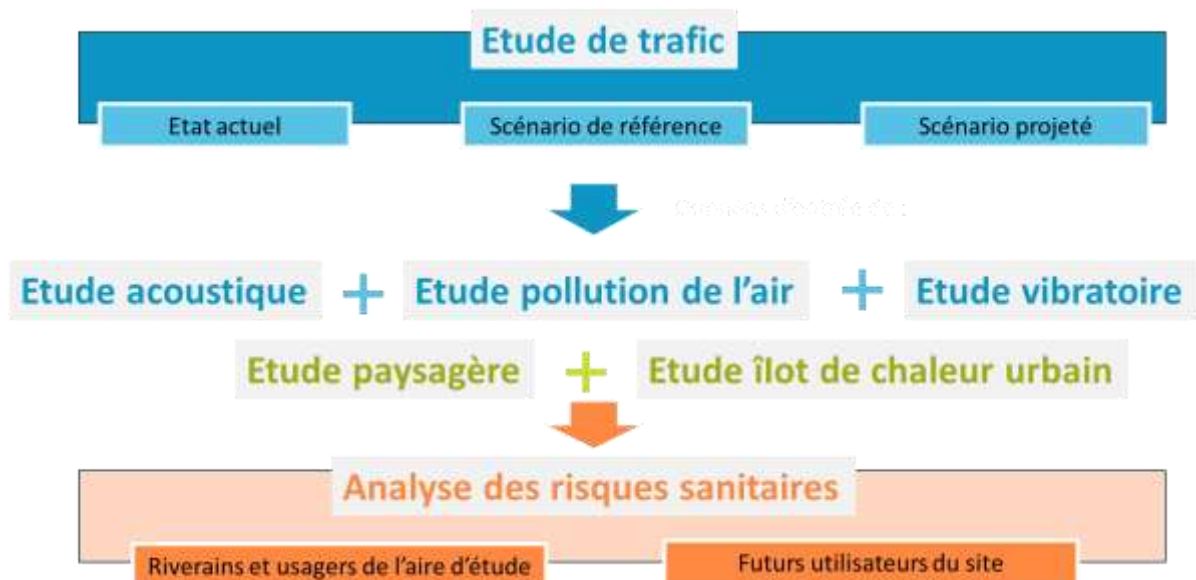 Etude de trafic
Etat actuel
Scénario de référence
Scénario projeté
Etude acoustique + Etude pollution de l'air + Etude vibratoire
Etude paysagère + Etude îlot de chaleur urbain
Analyse des risques sanitaires
Riverains et usagers de l'aire d'étude
Futurs utilisateurs du site